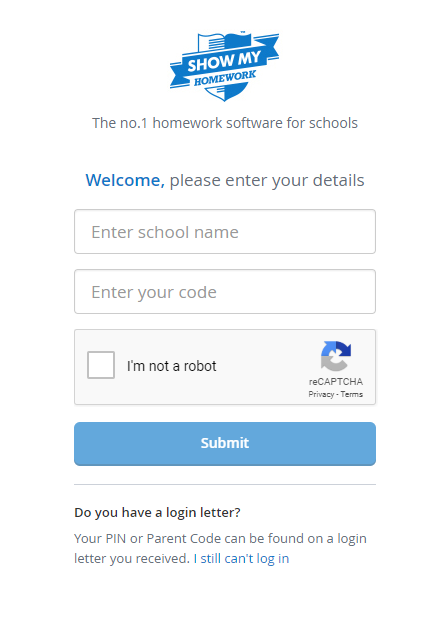 SHOW MY
HOMEWORK
The no.1 homework software for schools
Welcome, please enter your details
Enter school name
Enter your code
I'm not a robot
reCAPTCHA
Privacy - Terms
Submit
Do you have a login letter?
Your PIN or Parent Code can be found on a login
letter you received. I still can't log in